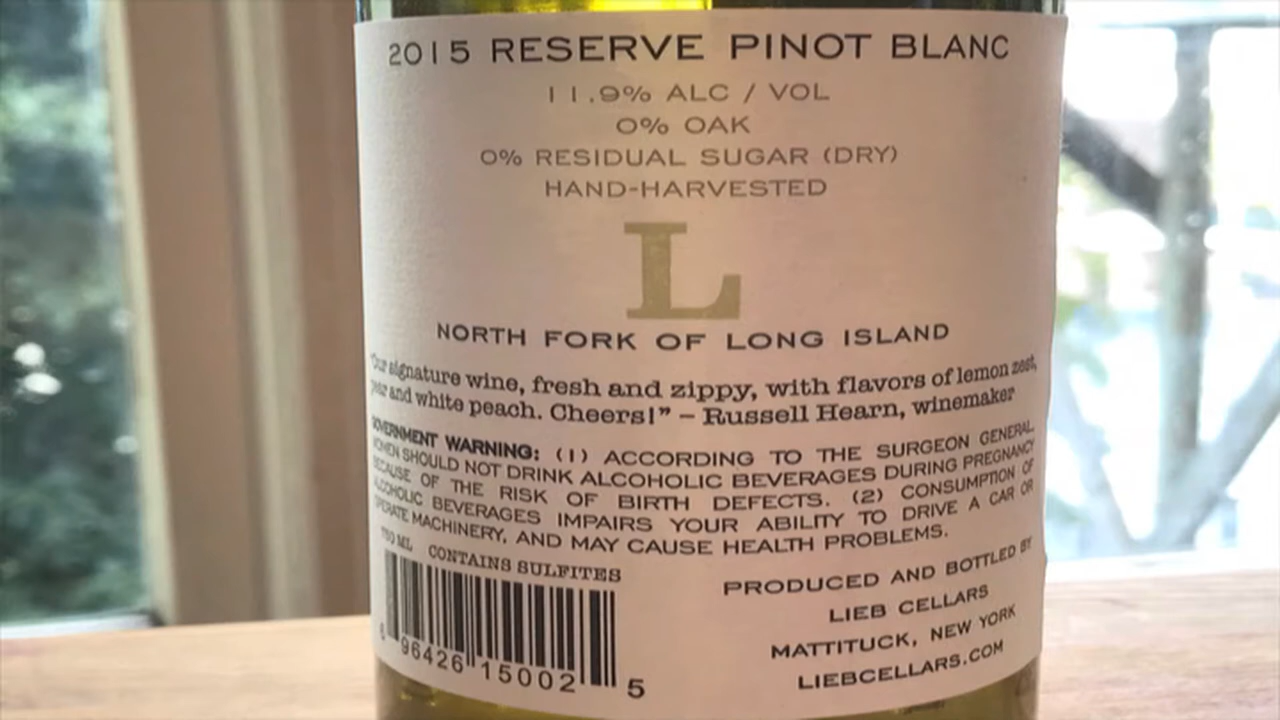 2015 RESERVE PINOT BLANC
11.9% ALC / VOL
0% OAK
0% RESIDUAL SUGAR (DRY)
HAND-HARVESTED
L
NORTH FORK OF LONG ISLAND
"Our signature wine, fresh and zippy, with flavors of lemon zest,
pear and white peach. Cheers!" – Russell Hearn, winemaker
GOVERNMENT WARNING: (1) ACCORDING TO THE SURGEON GENERAL,
WOMEN SHOULD NOT DRINK ALCOHOLIC BEVERAGES DURING PREGNANCY
BECAUSE OF THE RISK OF BIRTH DEFECTS. (2) CONSUMPTION OF
ALCOHOLIC BEVERAGES IMPAIRS YOUR ABILITY TO DRIVE A CAR OR
OPERATE MACHINERY, AND MAY CAUSE HEALTH PROBLEMS.
750 ML CONTAINS SULFITES
6 96426 15002 5
PRODUCED AND BOTTLED BY
LIEB CELLARS
MATTITUCK, NEW YORK
LIEBCELLARS.COM